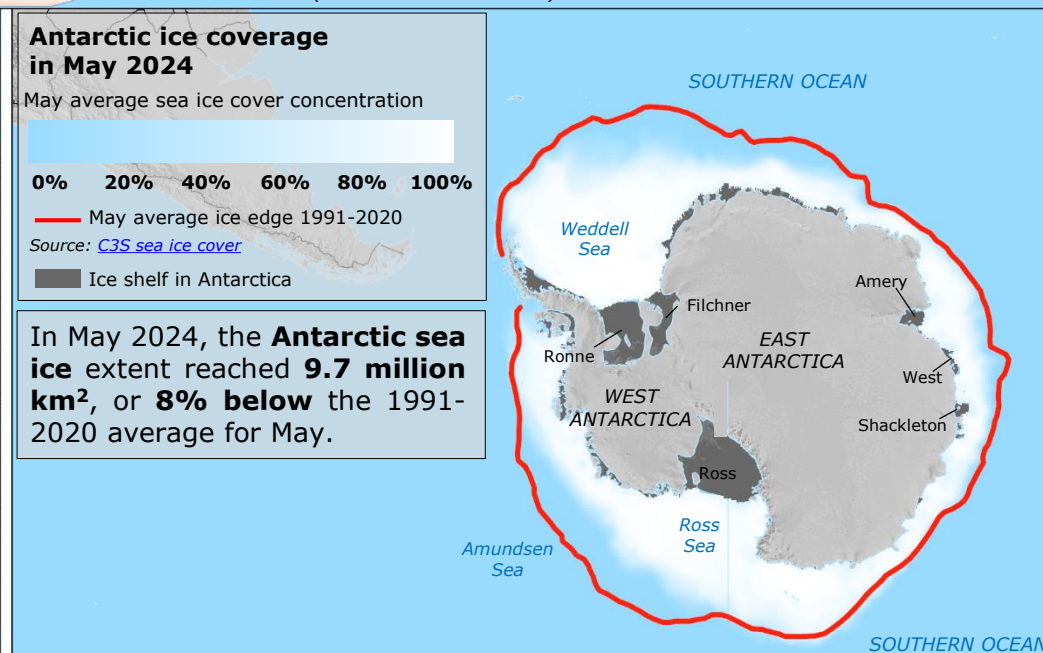 Antarctic ice coverage
in May 2024
May average sea ice cover concentration
0% 20% 40% 60% 80% 100%
May average ice edge 1991-2020
Source: C3S sea ice cover
Ice shelf in Antarctica
In May 2024, the Antarctic sea
ice extent reached 9.7 million
km², or 8% below the 1991-
2020 average for May.
SOUTHERN OCEAN
Weddell
Sea
Amery
Filchner
Ronne
EAST
ANTARCTICA
West
WEST
ANTARCTICA
Shackleton
Ross
Ross
Sea
Amundsen
Sea
SOUTHERN OCEAN